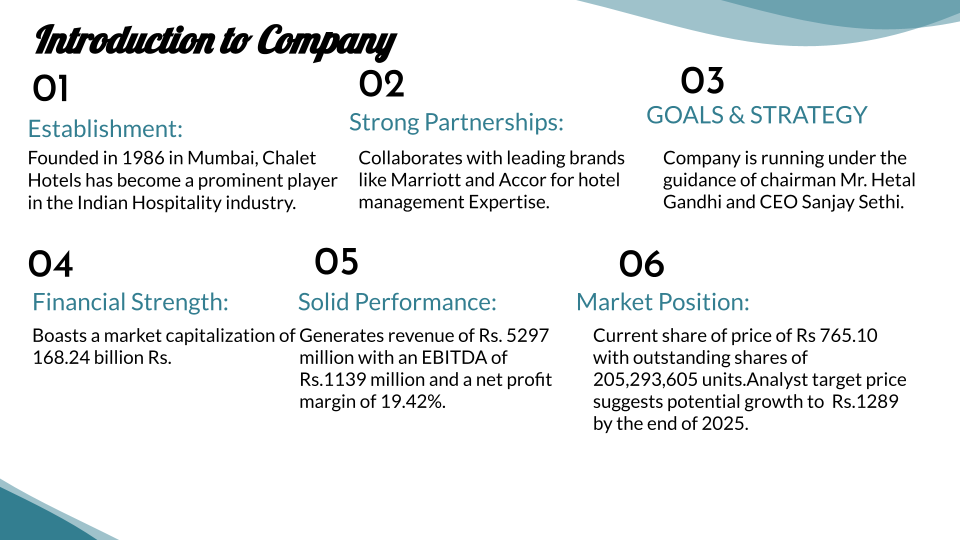 Introduction to Company
01
Establishment:
Founded in 1986 in Mumbai, Chalet
Hotels has become a prominent player
in the Indian Hospitality industry.
02
Strong Partnerships:
Collaborates with leading brands
like Marriott and Accor for hotel
management Expertise.
03
GOALS & STRATEGY
Company is running under the
guidance of chairman Mr. Hetal
Gandhi and CEO Sanjay Sethi.
04
Financial Strength:
Boasts a market capitalization of
168.24 billion Rs.
05
Solid Performance:
Generates revenue of Rs. 5297
million with an EBITDA of
Rs.1139 million and a net profit
margin of 19.42%.
06
Market Position:
Current share of price of Rs 765.10
with outstanding shares of
205,293,605 units.Analyst target price
suggests potential growth to  Rs.1289
by the end of 2025.